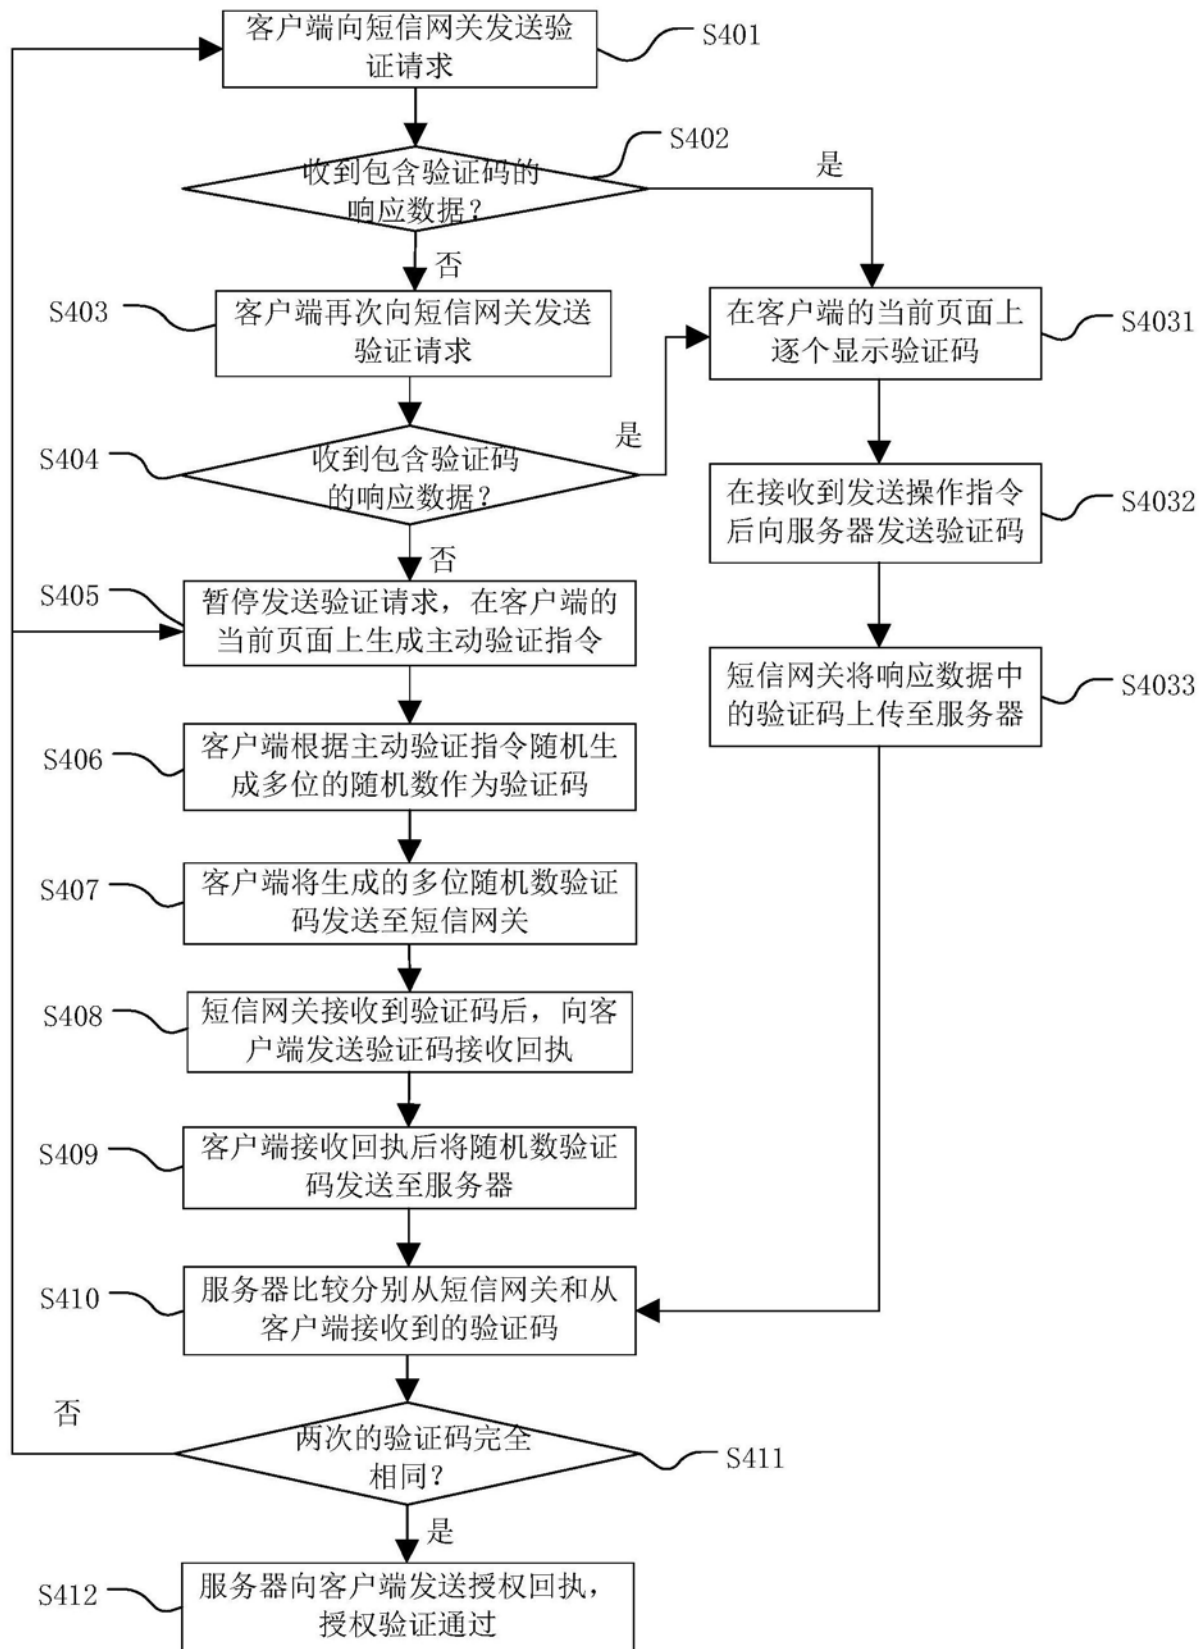 客户端向短信网关发送验
证请求
S401
S402
收到包含验证码的
响应数据？
是
否
S403
客户端再次向短信网关发送
验证请求
在客户端的当前页面上
逐个显示验证码
S4031
S404
收到包含验证码
的响应数据？
是
否
在接收到发送操作指令
后向服务器发送验证码
S4032
S405
暂停发送验证请求，在客户端的
当前页面上生成主动验证指令
短信网关将响应数据中
的验证码上传至服务器
S4033
S406
客户端根据主动验证指令随机生
成多位的随机数作为验证码
S407
客户端将生成的多位随机数验证
码发送至短信网关
S408
短信网关接收到验证码后，向客
户端发送验证码接收回执
S409
客户端接收回执后将随机数验证
码发送至服务器
S410
服务器比较分别从短信网关和从
客户端接收到的验证码
否
两次的验证码完全
相同？
S411
是
S412
服务器向客户端发送授权回执，
授权验证通过